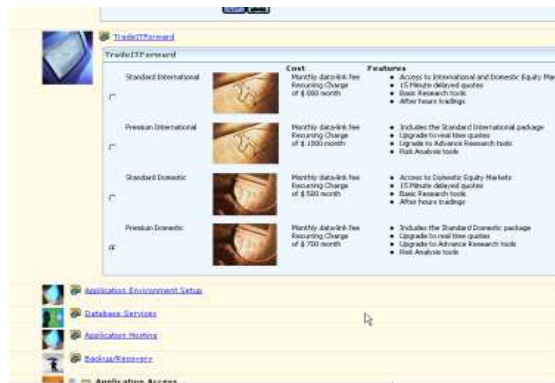 TradeITForward
TradeITForward
Cost Features
Standard International
Monthly data-link fee
Recurring Charge
of $ 800 month
Access to International and Domestic Equity
15 Minute delayed quotes
Basic Research tools
After hours tradings
Premium International
Monthly data-link fee
Recurring Charge
of $ 1000 month
Includes the Standard International package
Upgrade to real time quotes
Upgrade to Advance Research tools
Risk Analysis tools
Standard Domestic
Monthly data-link fee
Recurring Charge
of $ 500 month
Access to Domestic Equity Markets
15 Minute delayed quotes
Basic Research tools
After hours tradings
Premium Domestic
Monthly data-link fee
Recurring Charge
of $ 700 month
Includes the Standard Domestic package
Upgrade to real time quotes
Upgrade to Advance Research tools
Risk Analysis tools
Application Environment Setup
Database Services
Application Hosting
Backup/Recovery
Application Access